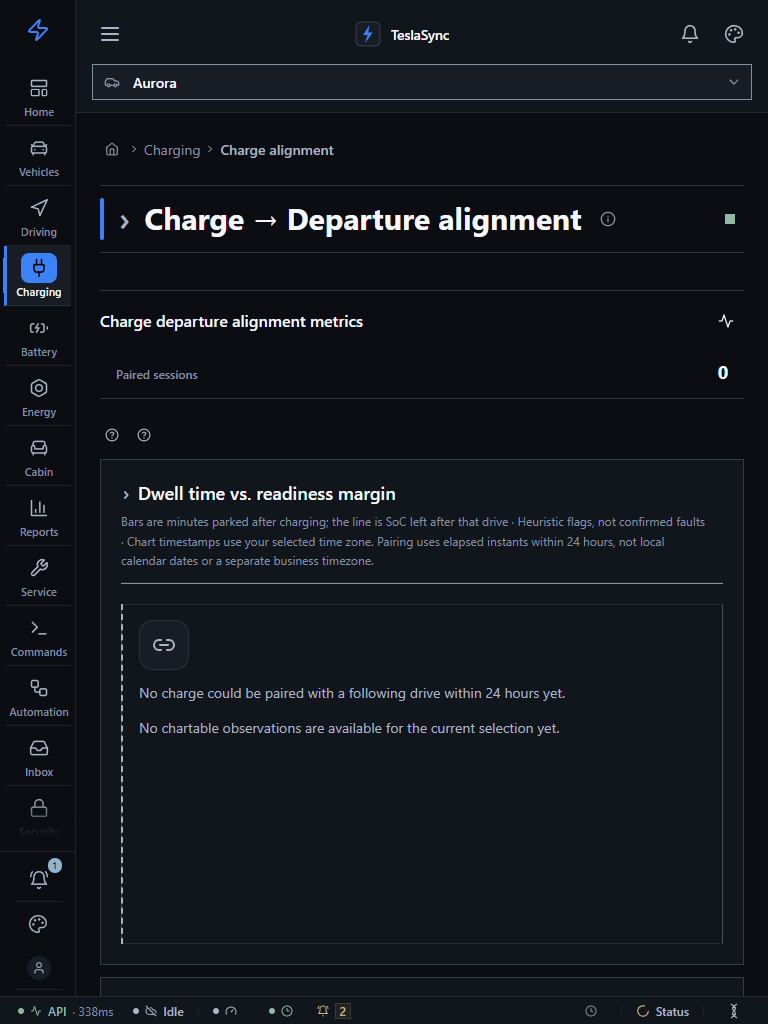 TeslaSync
Aurora
Home
Vehicles
Driving
Charging
Battery
Energy
Cabin
Reports
Service
Commands
Automation
Inbox
Security
1
Charging
Charge alignment
Charge → Departure alignment
Charge departure alignment metrics
Paired sessions
0
Dwell time vs. readiness margin
Bars are minutes parked after charging; the line is SoC left after that drive · Heuristic flags, not confirmed faults
· Chart timestamps use your selected time zone. Pairing uses elapsed instants within 24 hours, not local
calendar dates or a separate business timezone.
No charge could be paired with a following drive within 24 hours yet.
No chartable observations are available for the current selection yet.
API · 338ms
Idle
2
Status